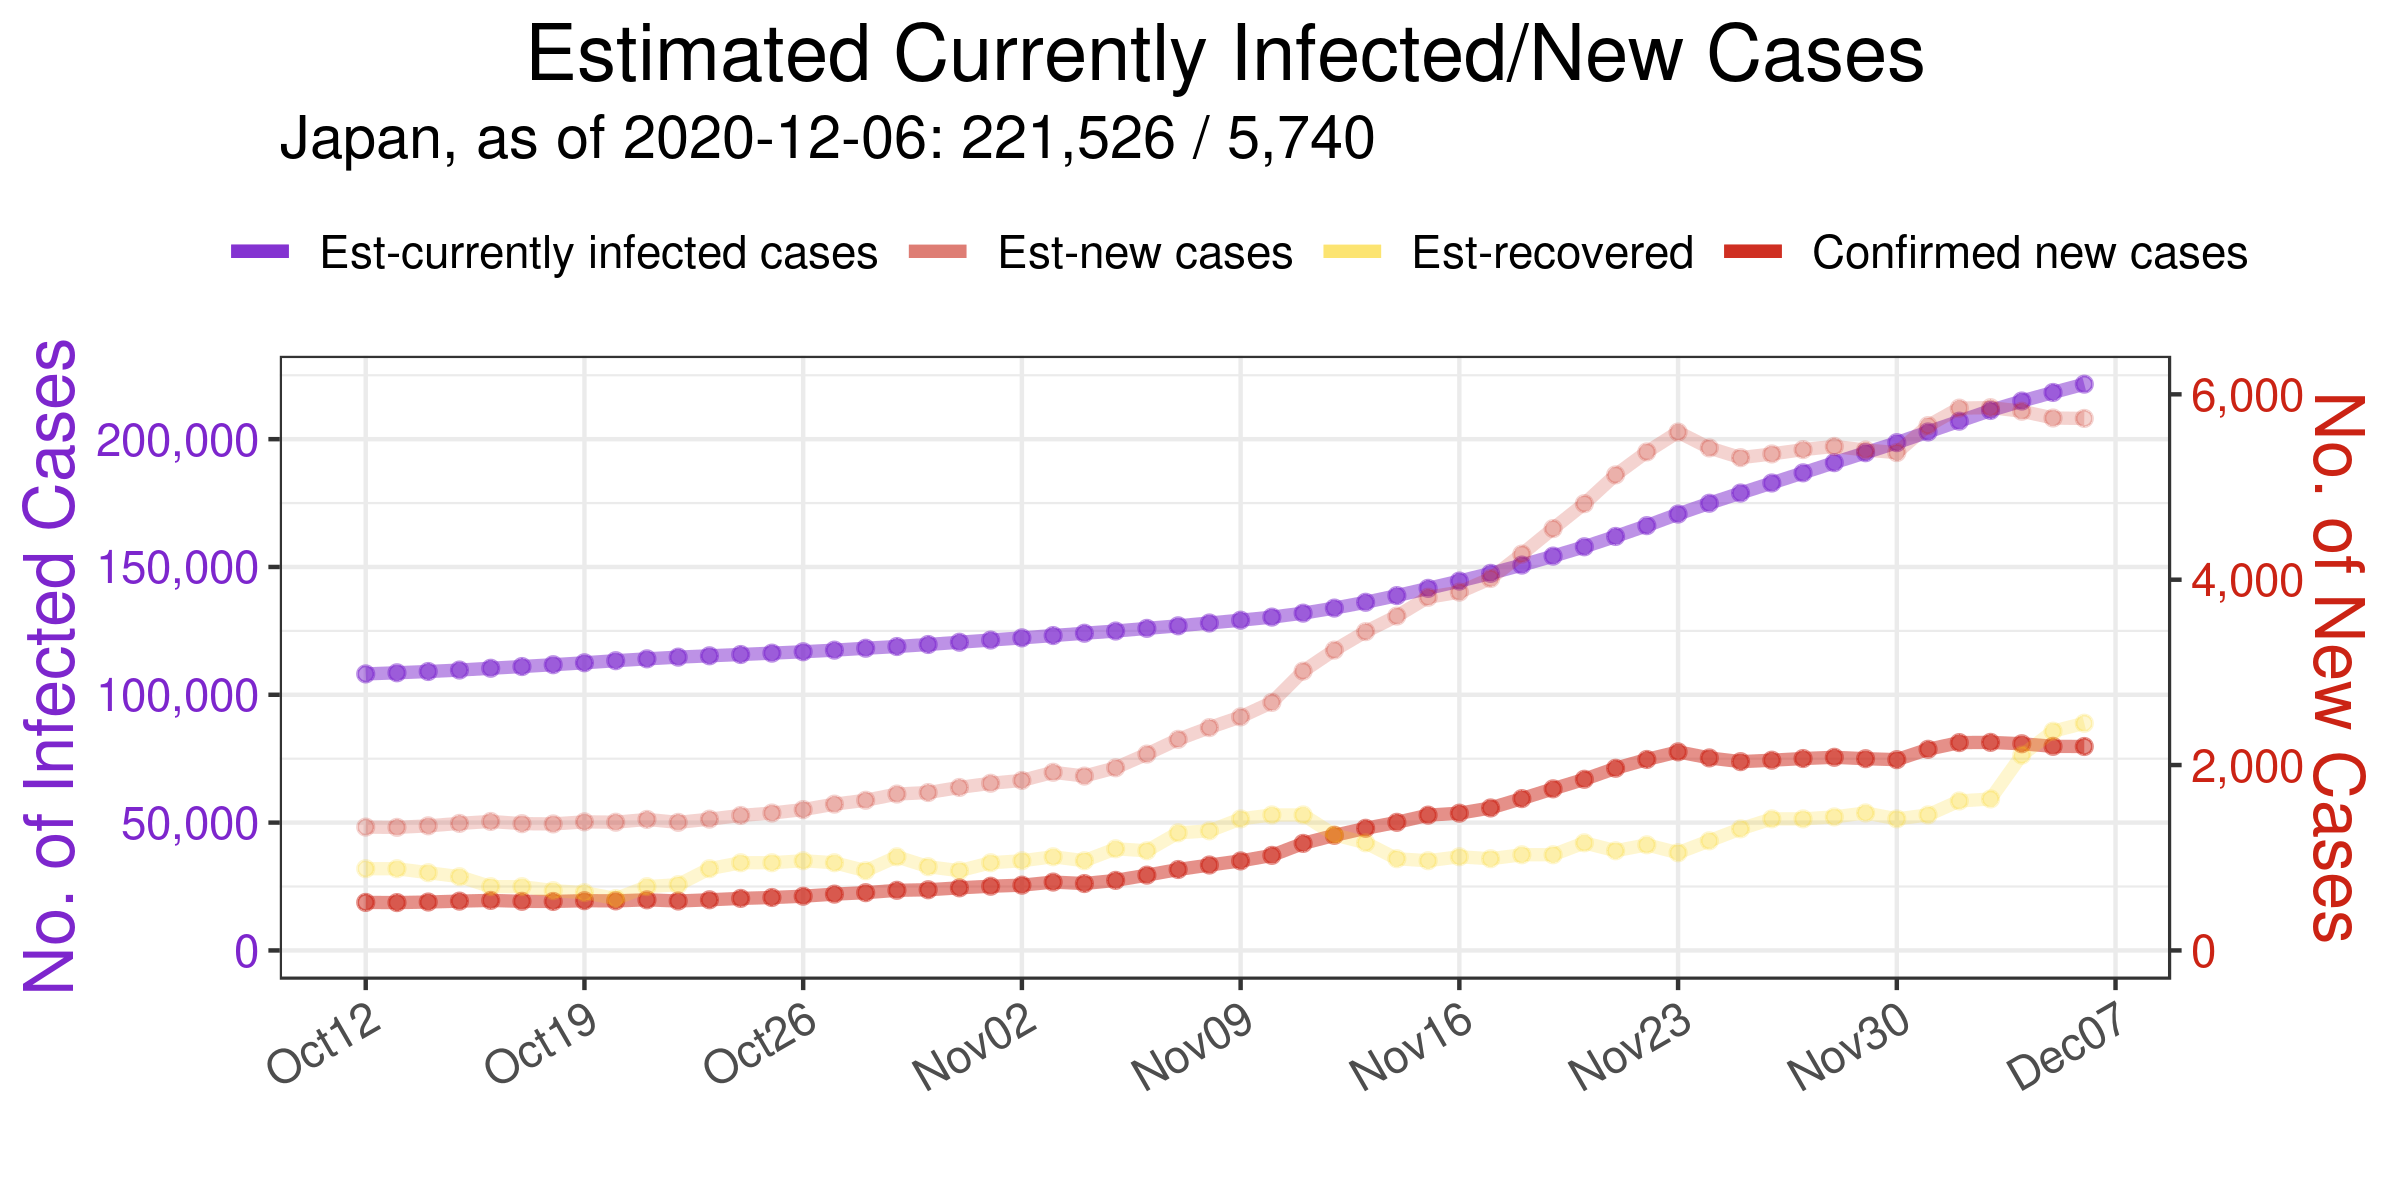 Estimated Currently Infected/New Cases
Japan, as of 2020-12-06: 221,526 / 5,740
Est-currently infected cases Est-new cases Est-recovered Confirmed new cases
No. of Infected Cases
200,000
150,000
100,000
50,000
0
6,000
4,000
2,000
0
No. of New Cases
Oct12 Oct19 Oct26 Nov02 Nov09 Nov16 Nov23 Nov30 Dec07